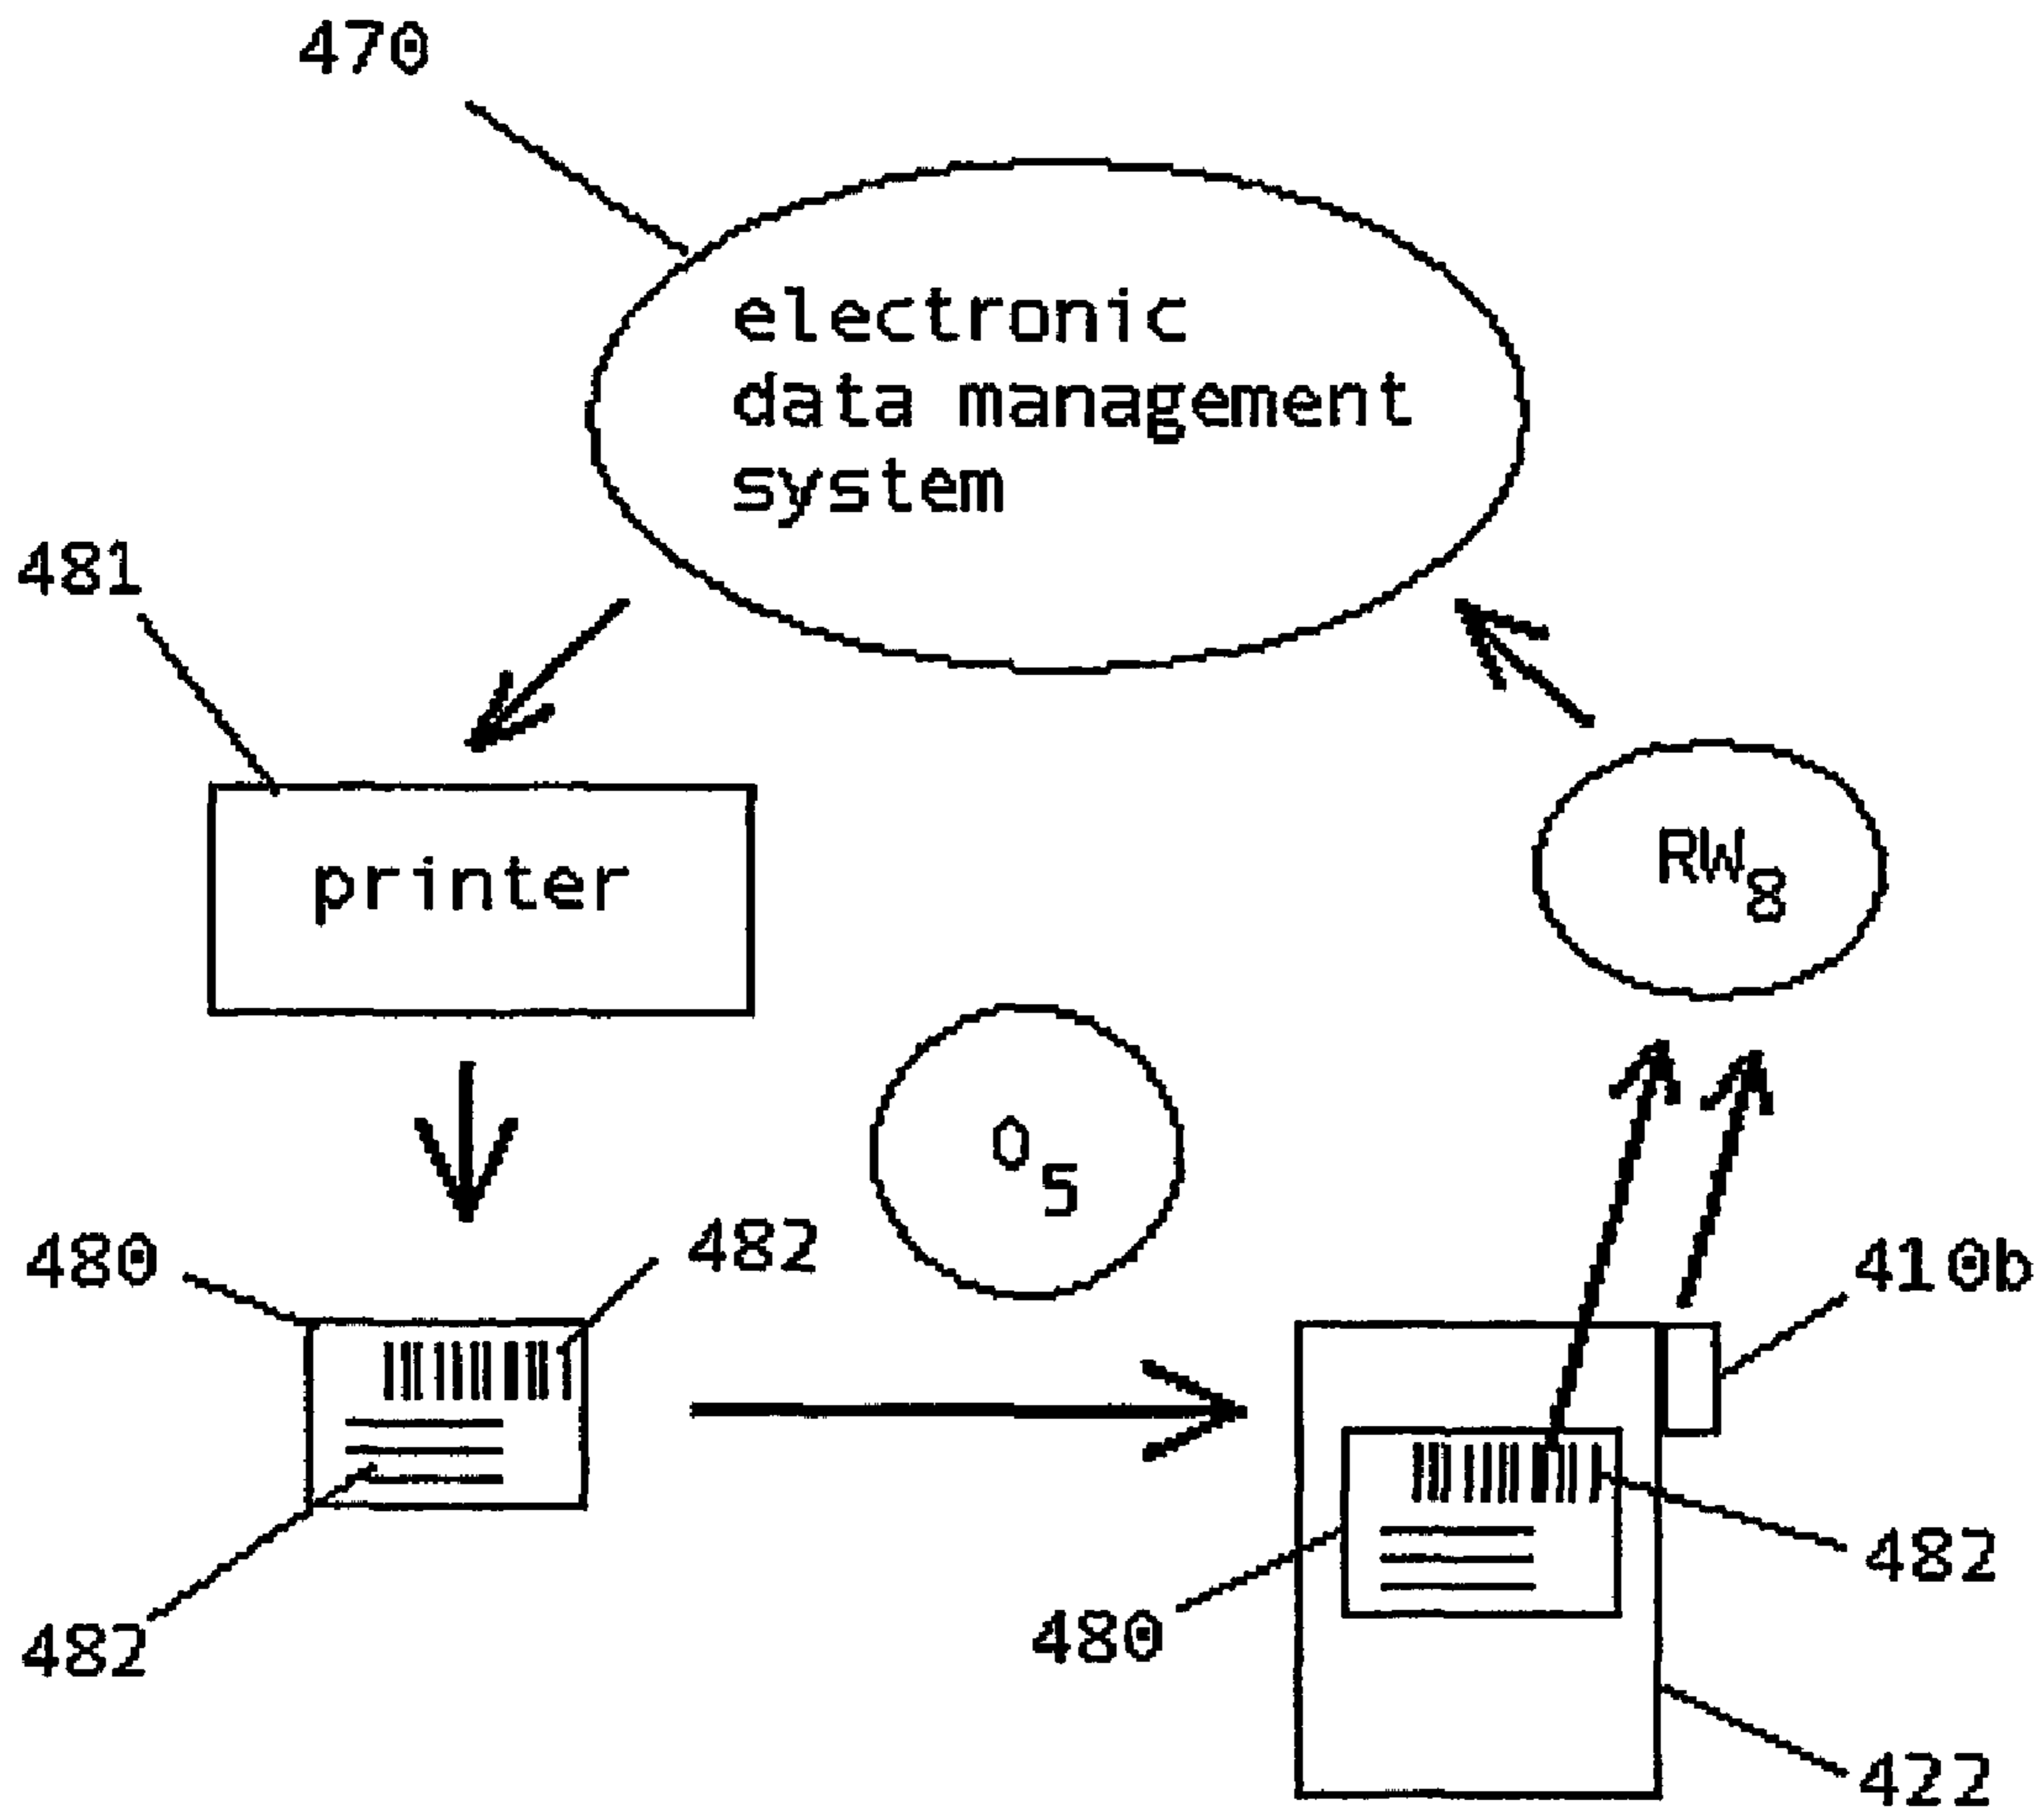 470
electronic
data management
system
481
printer
RW8
O5
480
482
410b
482
480
482
422